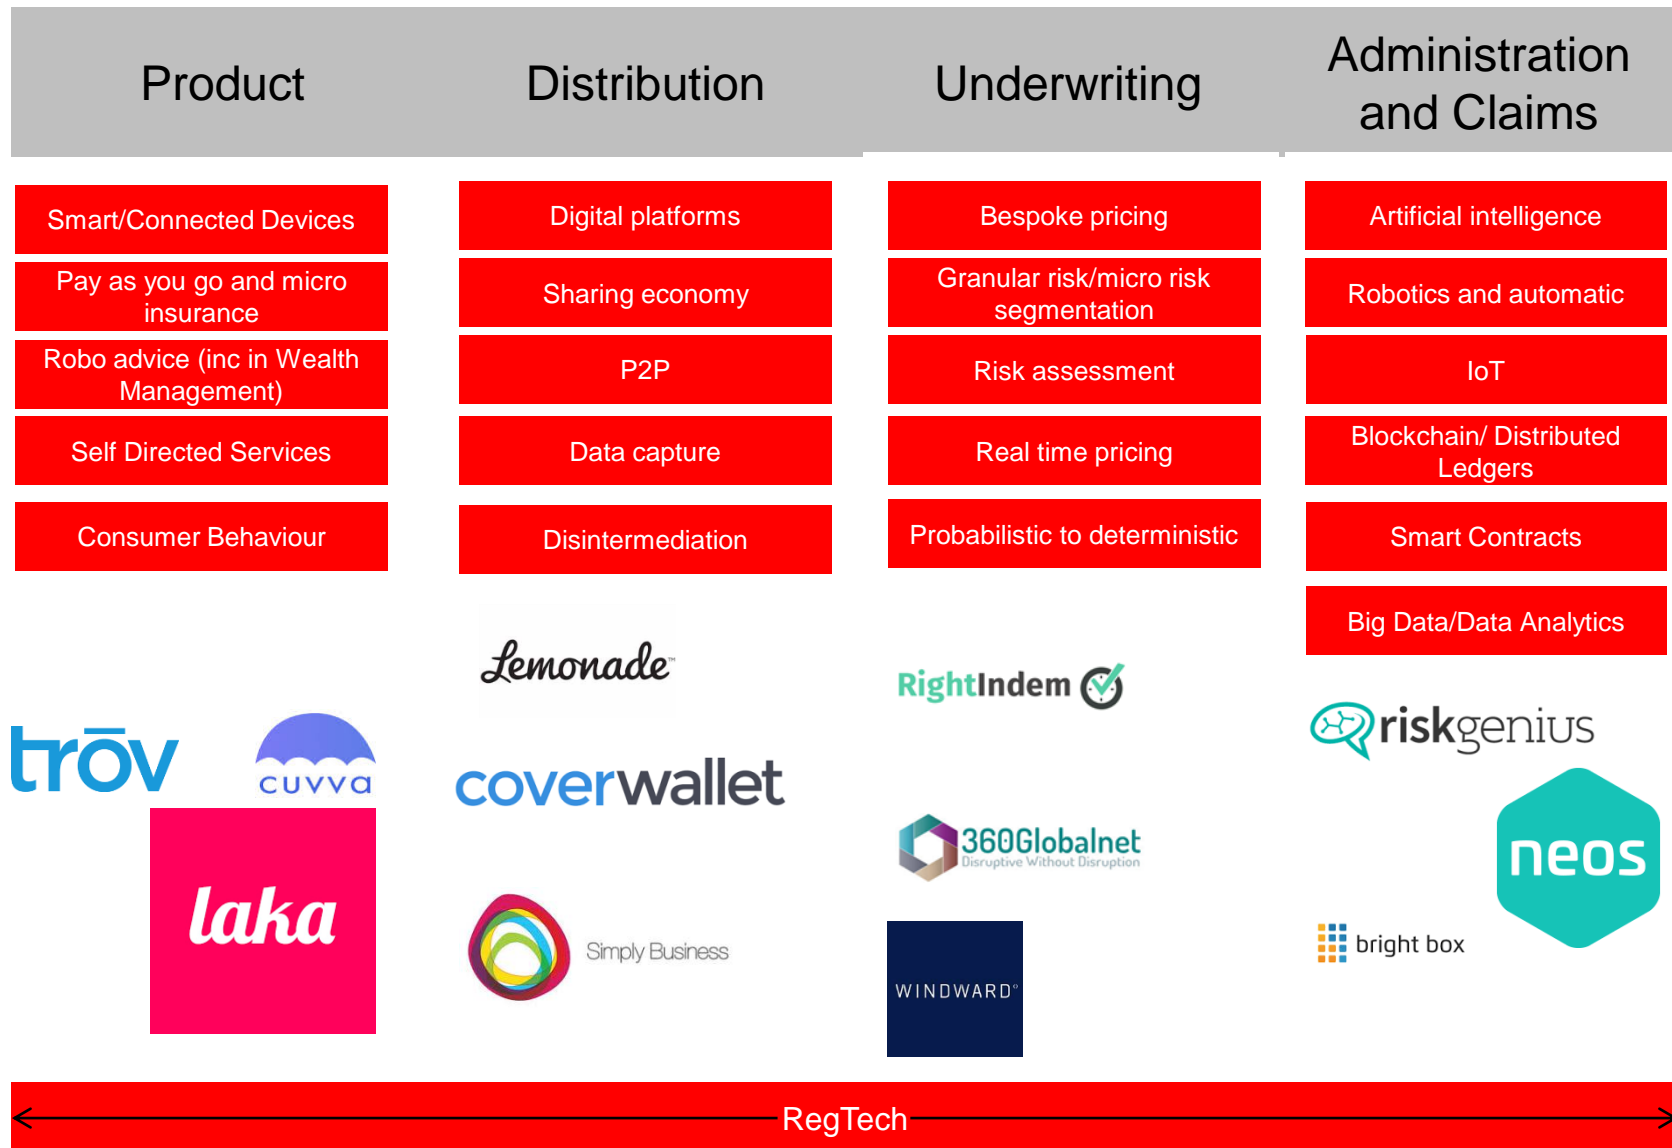 Product
Distribution
Underwriting
Administration
and Claims
Smart/Connected Devices
Pay as you go and micro
insurance
Robo advice (inc in Wealth
Management)
Self Directed Services
Consumer Behaviour
Digital platforms
Sharing economy
P2P
Data capture
Disintermediation
Bespoke pricing
Granular risk/micro risk
segmentation
Risk assessment
Real time pricing
Probabilistic to deterministic
Artificial intelligence
Robotics and automatic
IoT
Blockchain/ Distributed
Ledgers
Smart Contracts
Big Data/Data Analytics
trōv
cuvva
laka
Lemonade™
coverwallet
Simply Business
RightIndem
360Globalnet
Disruptive Without Disruption
WINDWARD®
riskgenius
neos
bright box
RegTech